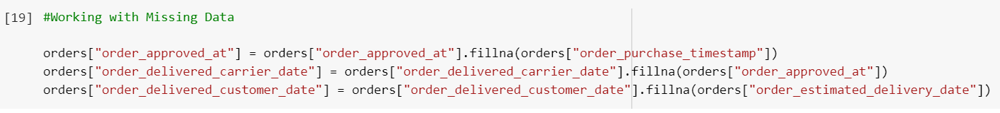 [19] #Working with Missing Data
orders["order_approved_at"] = orders["order_approved_at"].fillna(orders["order_purchase_timestamp"])
orders["order_delivered_carrier_date"] = orders["order_delivered_carrier_date"].fillna(orders["order_approved_at"])
orders["order_delivered_customer_date"] = orders["order_delivered_customer_date"].fillna(orders["order_estimated_delivery_date"])